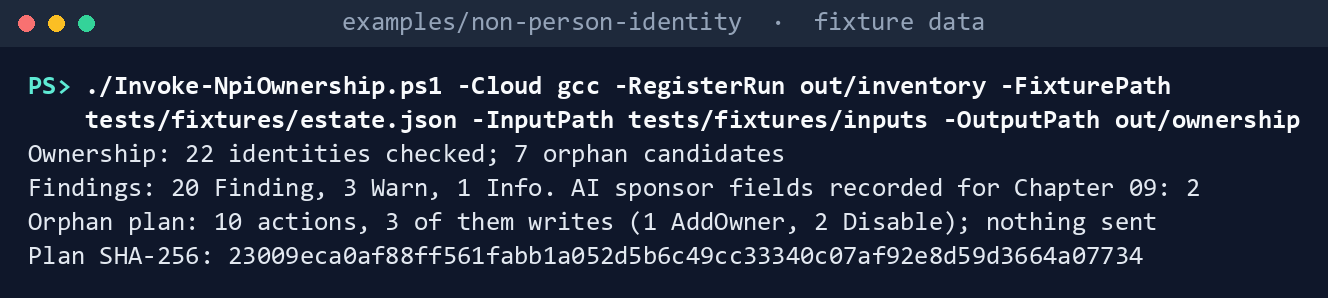 examples/non-person-identity · fixture data
PS> ./Invoke-NpiOwnership.ps1 -Cloud gcc -RegisterRun out/inventory -FixturePath
tests/fixtures/estate.json -InputPath tests/fixtures/inputs -OutputPath out/ownership
Ownership: 22 identities checked; 7 orphan candidates
Findings: 20 Finding, 3 Warn, 1 Info. AI sponsor fields recorded for Chapter 09: 2
Orphan plan: 10 actions, 3 of them writes (1 AddOwner, 2 Disable); nothing sent
Plan SHA-256: 23009eca0af88ff561fabb1a052d5b6c49cc33340c07af92e8d59d3664a07734